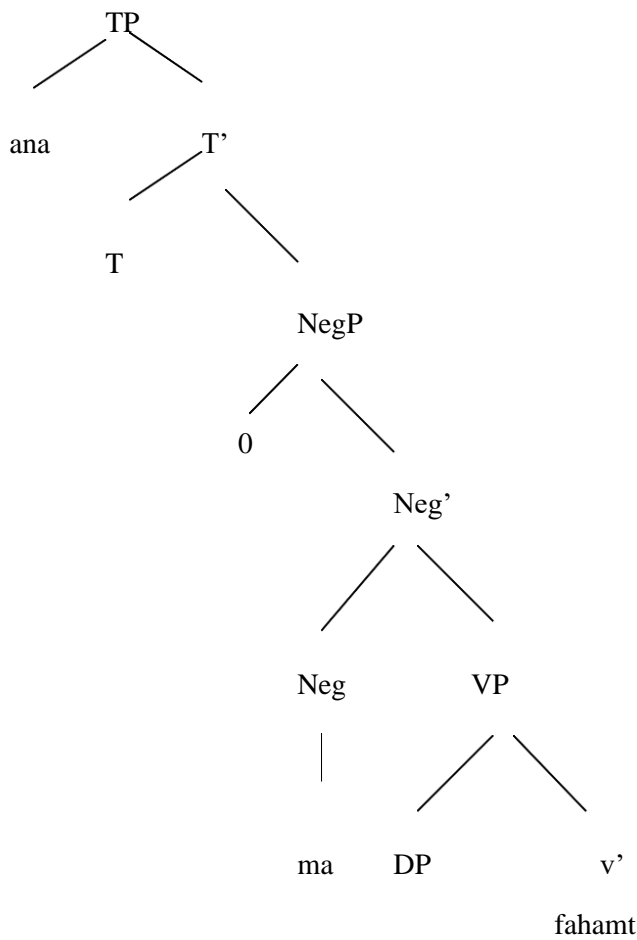 TP
ana T’
T
NegP
0
Neg’
Neg VP
ma DP v’
fahamt